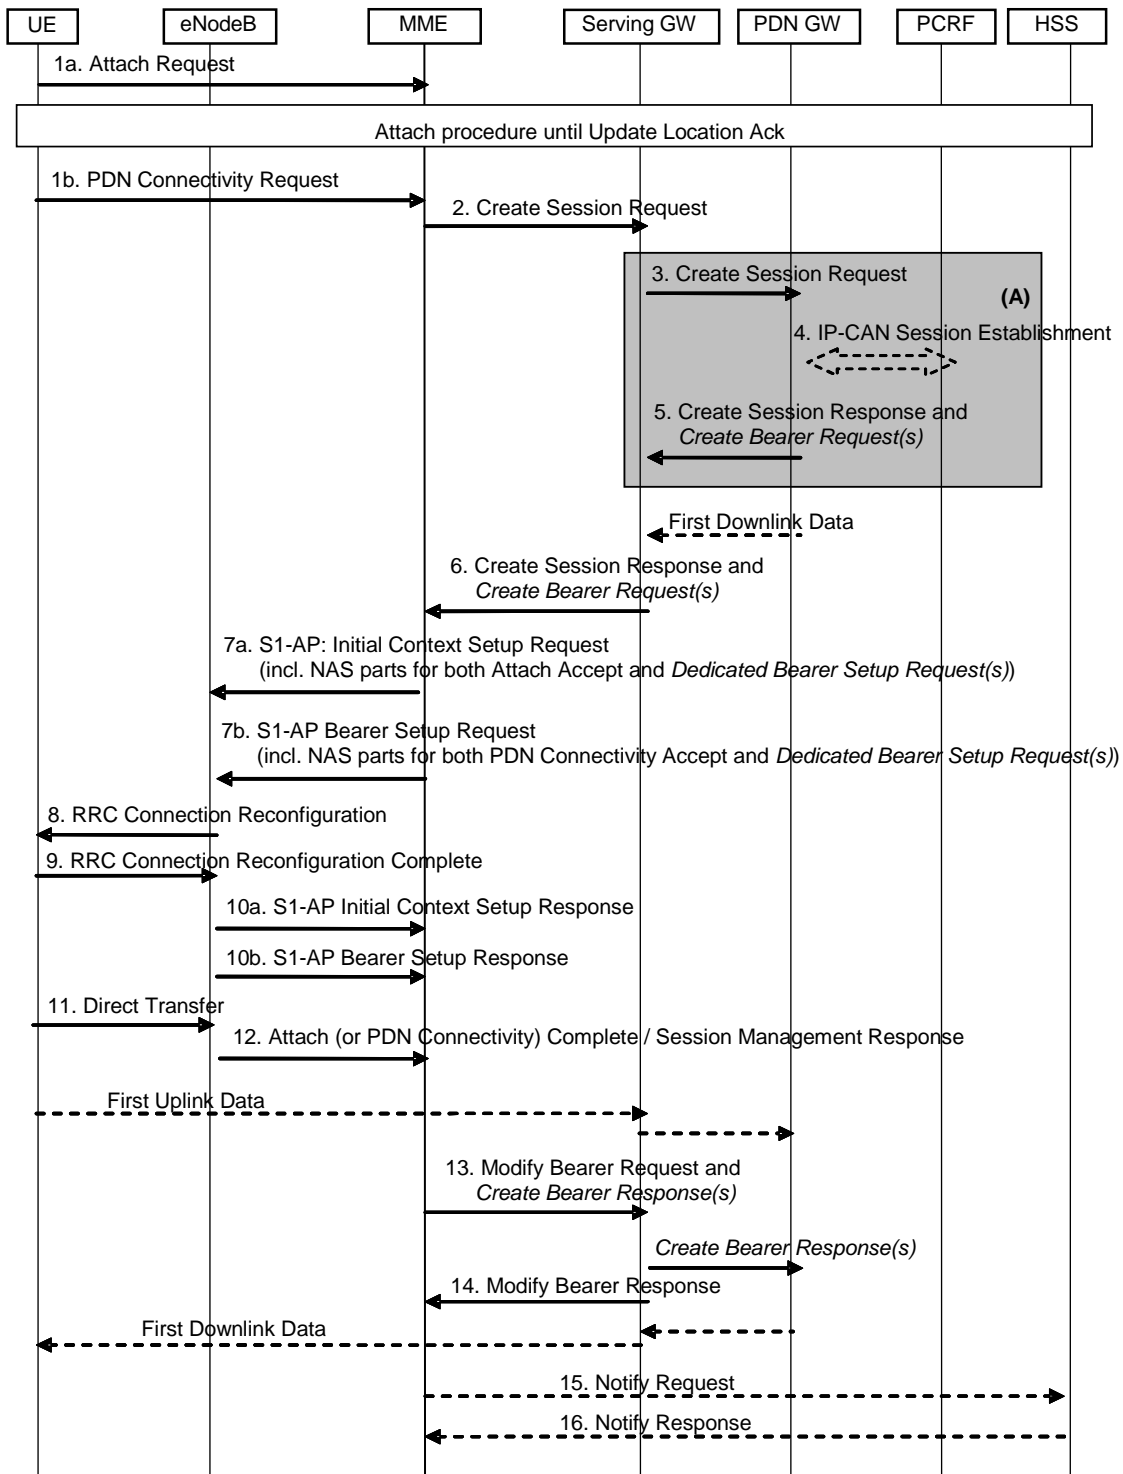 UE eNodeB MME Serving GW PDN GW PCRF HSS
1a. Attach Request
Attach procedure until Update Location Ack
1b. PDN Connectivity Request
2. Create Session Request
3. Create Session Request
(A)
4. IP-CAN Session Establishment
5. Create Session Response and
Create Bearer Request(s)
First Downlink Data
6. Create Session Response and
Create Bearer Request(s)
7a. S1-AP: Initial Context Setup Request
(incl. NAS parts for both Attach Accept and Dedicated Bearer Setup Request(s))
7b. S1-AP Bearer Setup Request
(incl. NAS parts for both PDN Connectivity Accept and Dedicated Bearer Setup Request(s))
8. RRC Connection Reconfiguration
9. RRC Connection Reconfiguration Complete
10a. S1-AP Initial Context Setup Response
10b. S1-AP Bearer Setup Response
11. Direct Transfer
12. Attach (or PDN Connectivity) Complete / Session Management Response
First Uplink Data
13. Modify Bearer Request and
Create Bearer Response(s)
Create Bearer Response(s)
14. Modify Bearer Response
First Downlink Data
15. Notify Request
16. Notify Response